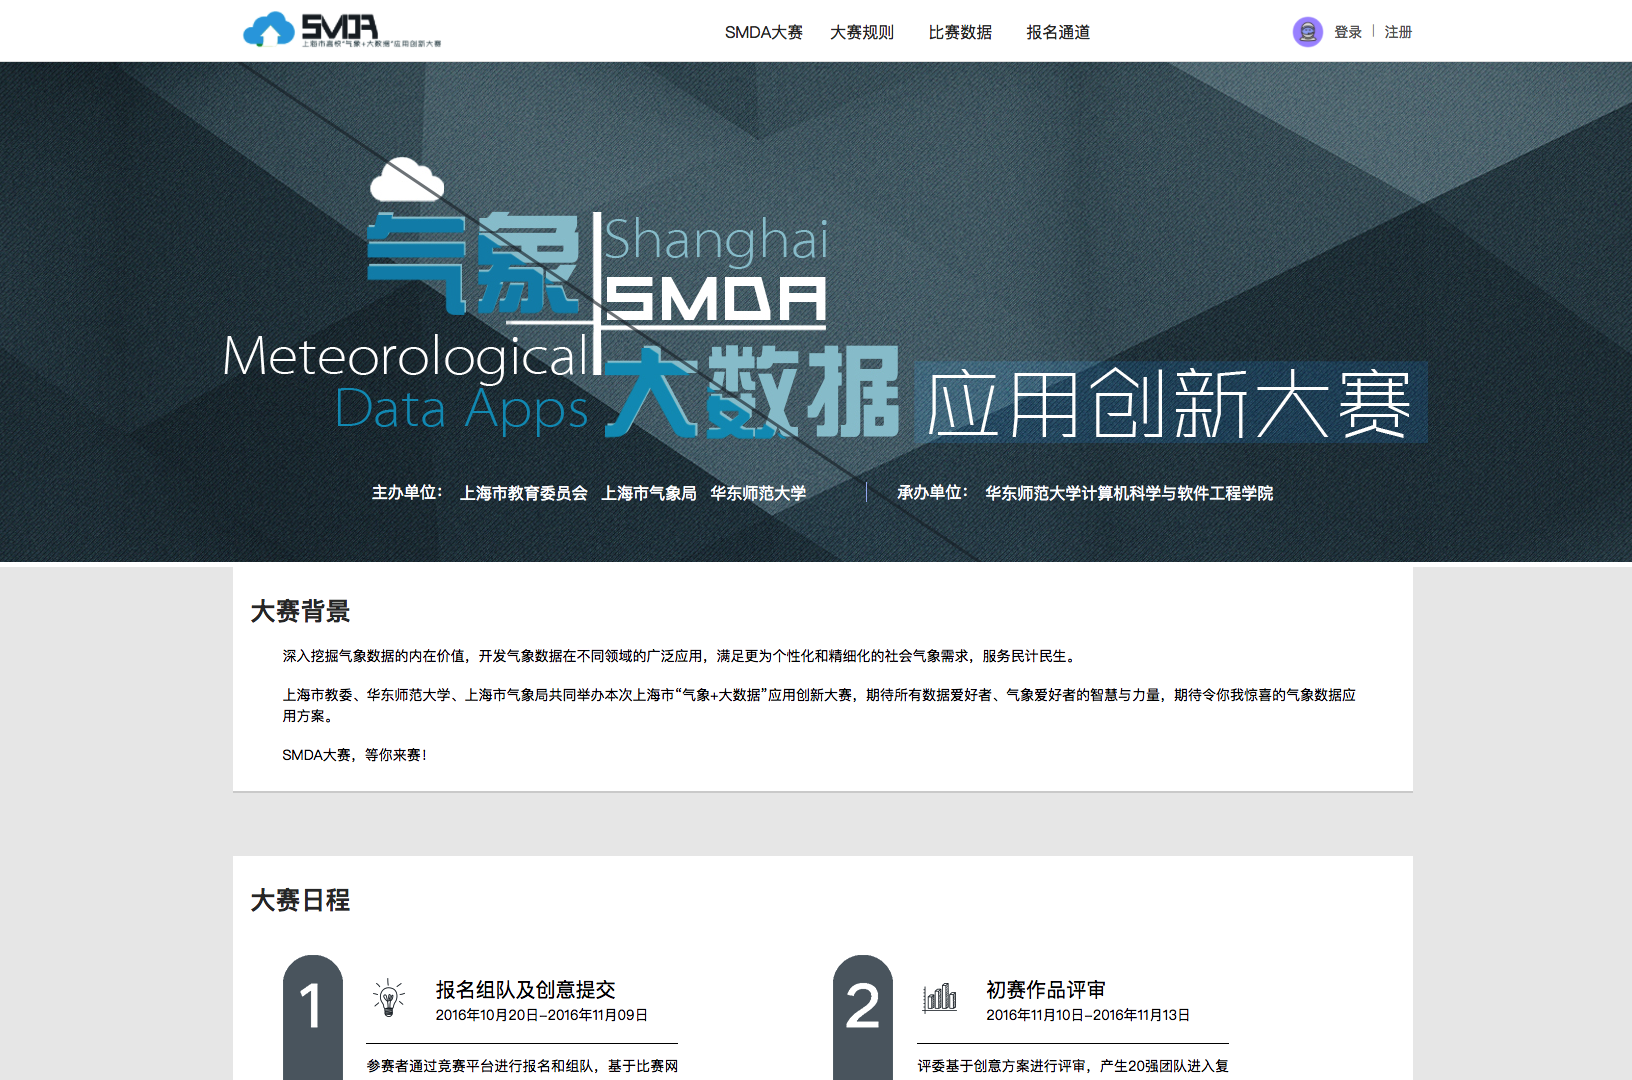 SMDA
上海市高校“气象+大数据”应用创新大赛
SMDA大赛 大赛规则 比赛数据 报名通道
登录 | 注册
气象
Shanghai
SMDA
Meteorological
Data Apps
大数据
应用创新大赛
主办单位： 上海市教育委员会 上海市气象局 华东师范大学 | 承办单位： 华东师范大学计算机科学与软件工程学院
大赛背景
深入挖掘气象数据的内在价值，开发气象数据在不同领域的广泛应用，满足更为个性化和精细化的社会气象需求，服务民计民生。
上海市教委、华东师范大学、上海市气象局共同举办本次上海市“气象+大数据”应用创新大赛，期待所有数据爱好者、气象爱好者的智慧与力量，期待令你我惊喜的气象数据应
用方案。
SMDA大赛，等你来赛！
大赛日程
1
报名组队及创意提交
2016年10月20日-2016年11月09日
参赛者通过竞赛平台进行报名和组队，基于比赛网
2
初赛作品评审
2016年11月10日-2016年11月13日
评委基于创意方案进行评审，产生20强团队进入复